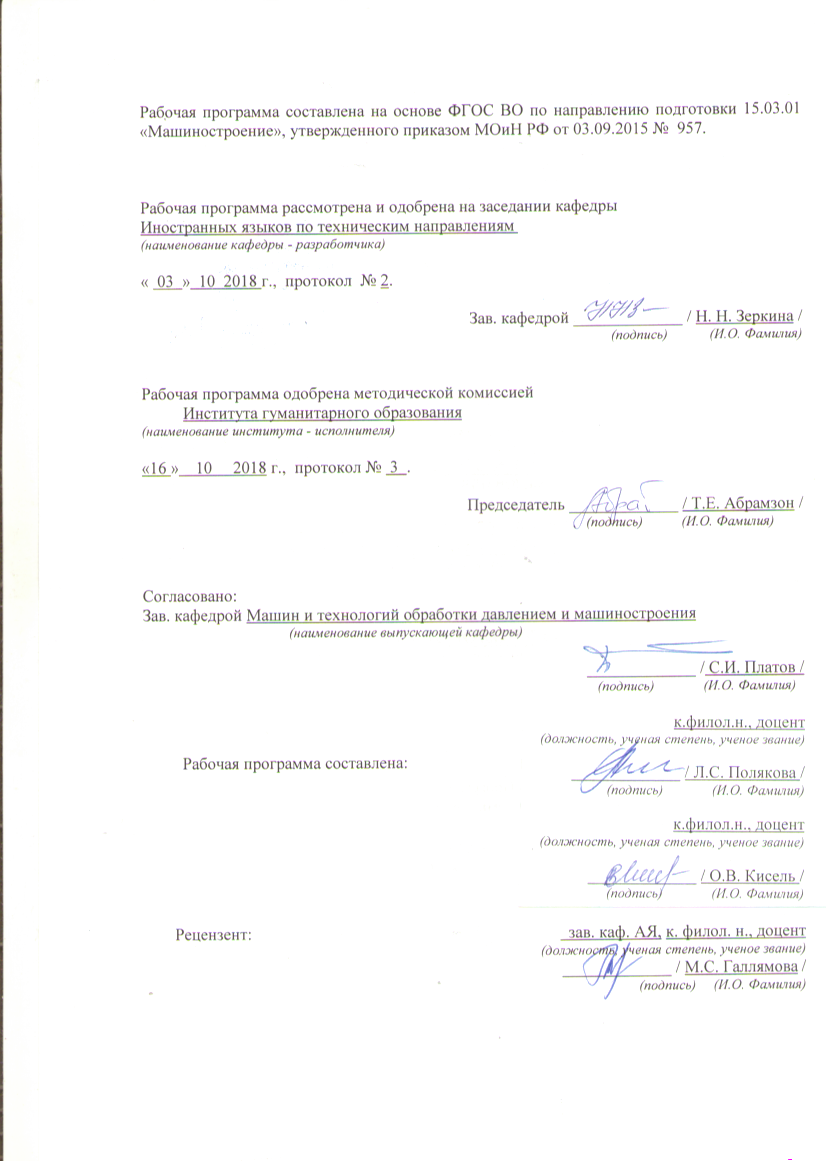 Рабочая программа составлена на основе ФГОС ВО по направлению подготовки 15.03.01
«Машиностроение», утвержденного приказом МОиН РФ от 03.09.2015 № 957.
Рабочая программа рассмотрена и одобрена на заседании кафедры
Иностранных языков по техническим направлениям
(наименование кафедры - разработчика)
« 03 » 10 2018 г., протокол № 2.
Зав. кафедрой ____________ / Н. Н. Зеркина /
(подпись) (И.О. Фамилия)
Рабочая программа одобрена методической комиссией
Института гуманитарного образования
(наименование института - исполнителя)
«16 » 10 2018 г., протокол № 3 .
Председатель ____________ / Т.Е. Абрамзон /
(подпись) (И.О. Фамилия)
Согласовано:
Зав. кафедрой Машин и технологий обработки давлением и машиностроения
(наименование выпускающей кафедры)
____________ / С.И. Платов /
(подпись) (И.О. Фамилия)
к.филол.н., доцент
(должность, ученая степень, ученое звание)
Рабочая программа составлена: ____________ / Л.С. Полякова /
(подпись) (И.О. Фамилия)
к.филол.н., доцент
(должность, ученая степень, ученое звание)
____________ / О.В. Кисель /
(подпись) (И.О. Фамилия)
Рецензент: зав. каф. АЯ, к. филол. н., доцент
(должность, ученая степень, ученое звание)
____________ / М.С. Галлямова /
(подпись) (И.О. Фамилия)